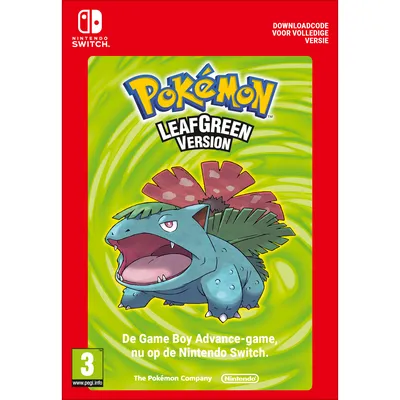 NINTENDO
SWITCH.
DOWNLOADCODE
VOOR VOLLEDIGE
VERSIE
POKéMON
LEAFGREEN
VERSION
De Game Boy Advance-game,
nu op de Nintendo Switch.
3
www.pegi.info
The Pokémon Company
Nintendo